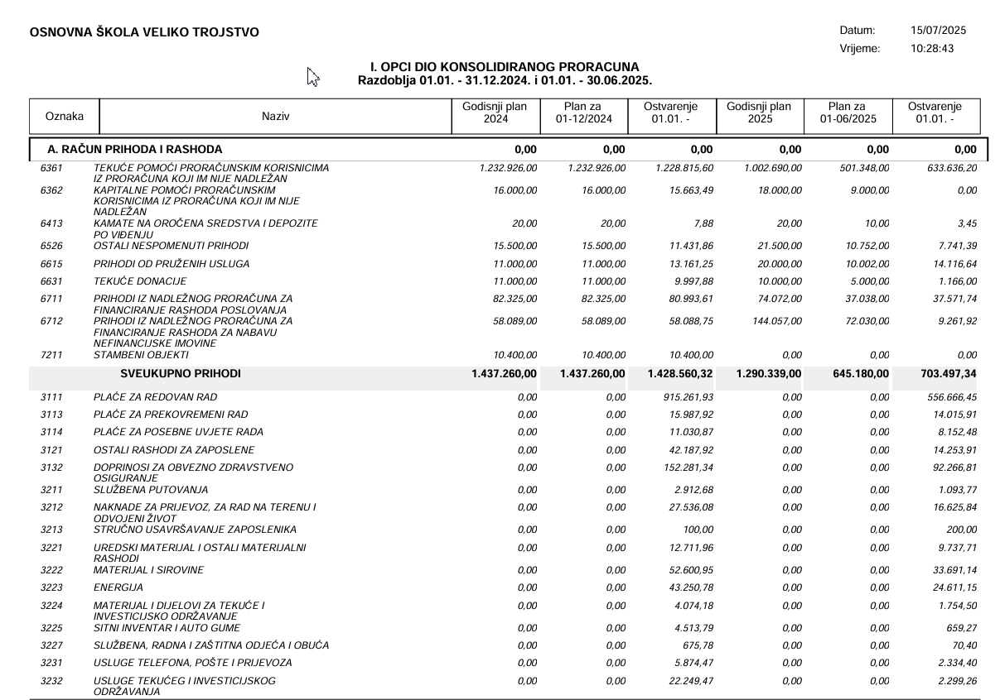 OSNOVNA ŠKOLA VELIKO TROJSTVO
Datum: 15/07/2025
Vrijeme: 10:28:43
I. OPCI DIO KONSOLIDIRANOG PRORACUNA
Razdoblja 01.01. - 31.12.2024. i 01.01. - 30.06.2025.
Oznaka Naziv Godisnji plan Plan za Ostvarenje Godisnji plan Plan za Ostvarenje
2024 01-12/2024 01.01. - 2025 01-06/2025 01.01. -
A. RAČUN PRIHODA I RASHODA 0,00 0,00 0,00 0,00 0,00 0,00
6361 TEKUĆE POMOĆI PRORAČUNSKIM KORISNICIMA 1.232.926,00 1.232.926,00 1.228.815,60 1.002.690,00 501.348,00 633.636,20
IZ PRORAČUNA KOJI IM NIJE NADLEŽAN
6362 KAPITALNE POMOĆI PRORAČUNSKIM 16.000,00 16.000,00 15.663,49 18.000,00 9.000,00 0,00
KORISNICIMA IZ PRORAČUNA KOJI IM NIJE
NADLEŽAN
6413 KAMATE NA OROČENA SREDSTVA I DEPOZITE 20,00 20,00 7,88 20,00 10,00 3,45
PO VIĐENJU
6526 OSTALI NESPOMENUTI PRIHODI 15.500,00 15.500,00 11.431,86 21.500,00 10.752,00 7.741,39
6615 PRIHODI OD PRUŽENIH USLUGA 11.000,00 11.000,00 13.161,25 20.000,00 10.002,00 14.116,64
6631 TEKUĆE DONACIJE 11.000,00 11.000,00 9.997,88 10.000,00 5.000,00 1.166,00
6711 PRIHODI IZ NADLEŽNOG PRORAČUNA ZA 82.325,00 82.325,00 80.993,61 74.072,00 37.038,00 37.571,74
FINANCIRANJE RASHODA POSLOVANJA
6712 PRIHODI IZ NADLEŽNOG PRORAČUNA ZA 58.089,00 58.089,00 58.088,75 144.057,00 72.030,00 9.261,92
FINANCIRANJE RASHODA ZA NABAVU
NEFINANCIJSKE IMOVINE
7211 STAMBENI OBJEKTI 10.400,00 10.400,00 10.400,00 0,00 0,00 0,00
SVEUKUPNO PRIHODI 1.437.260,00 1.437.260,00 1.428.560,32 1.290.339,00 645.180,00 703.497,34
3111 PLAĆE ZA REDOVAN RAD 0,00 0,00 915.261,93 0,00 0,00 556.666,45
3113 PLAĆE ZA PREKOVREMENI RAD 0,00 0,00 15.987,92 0,00 0,00 14.015,91
3114 PLAĆE ZA POSEBNE UVJETE RADA 0,00 0,00 11.030,87 0,00 0,00 8.152,48
3121 OSTALI RASHODI ZA ZAPOSLENE 0,00 0,00 42.187,92 0,00 0,00 14.253,91
3132 DOPRINOSI ZA OBVEZNO ZDRAVSTVENO 0,00 0,00 152.281,34 0,00 0,00 92.266,81
OSIGURANJE
3211 SLUŽBENA PUTOVANJA 0,00 0,00 2.912,68 0,00 0,00 1.093,77
3212 NAKNADE ZA PRIJEVOZ, ZA RAD NA TERENU I 0,00 0,00 27.536,08 0,00 0,00 16.625,84
ODVOJENI ŽIVOT
3213 STRUČNO USAVRŠAVANJE ZAPOSLENIKA 0,00 0,00 100,00 0,00 0,00 200,00
3221 UREDSKI MATERIJAL I OSTALI MATERIJALNI 0,00 0,00 12.711,96 0,00 0,00 9.737,71
RASHODI
3222 MATERIJAL I SIROVINE 0,00 0,00 52.600,95 0,00 0,00 33.691,14
3223 ENERGIJA 0,00 0,00 43.250,78 0,00 0,00 24.611,15
3224 MATERIJAL I DIJELOVI ZA TEKUĆE I 0,00 0,00 4.074,18 0,00 0,00 1.754,50
INVESTICIJSKO ODRŽAVANJE
3225 SITNI INVENTAR I AUTO GUME 0,00 0,00 4.513,79 0,00 0,00 659,27
3227 SLUŽBENA, RADNA I ZAŠTITNA ODJEĆA I OBUĆA 0,00 0,00 675,78 0,00 0,00 70,40
3231 USLUGE TELEFONA, POŠTE I PRIJEVOZA 0,00 0,00 5.874,47 0,00 0,00 2.334,40
3232 USLUGE TEKUĆEG I INVESTICIJSKOG 0,00 0,00 22.249,47 0,00 0,00 2.299,26
ODRŽAVANJA